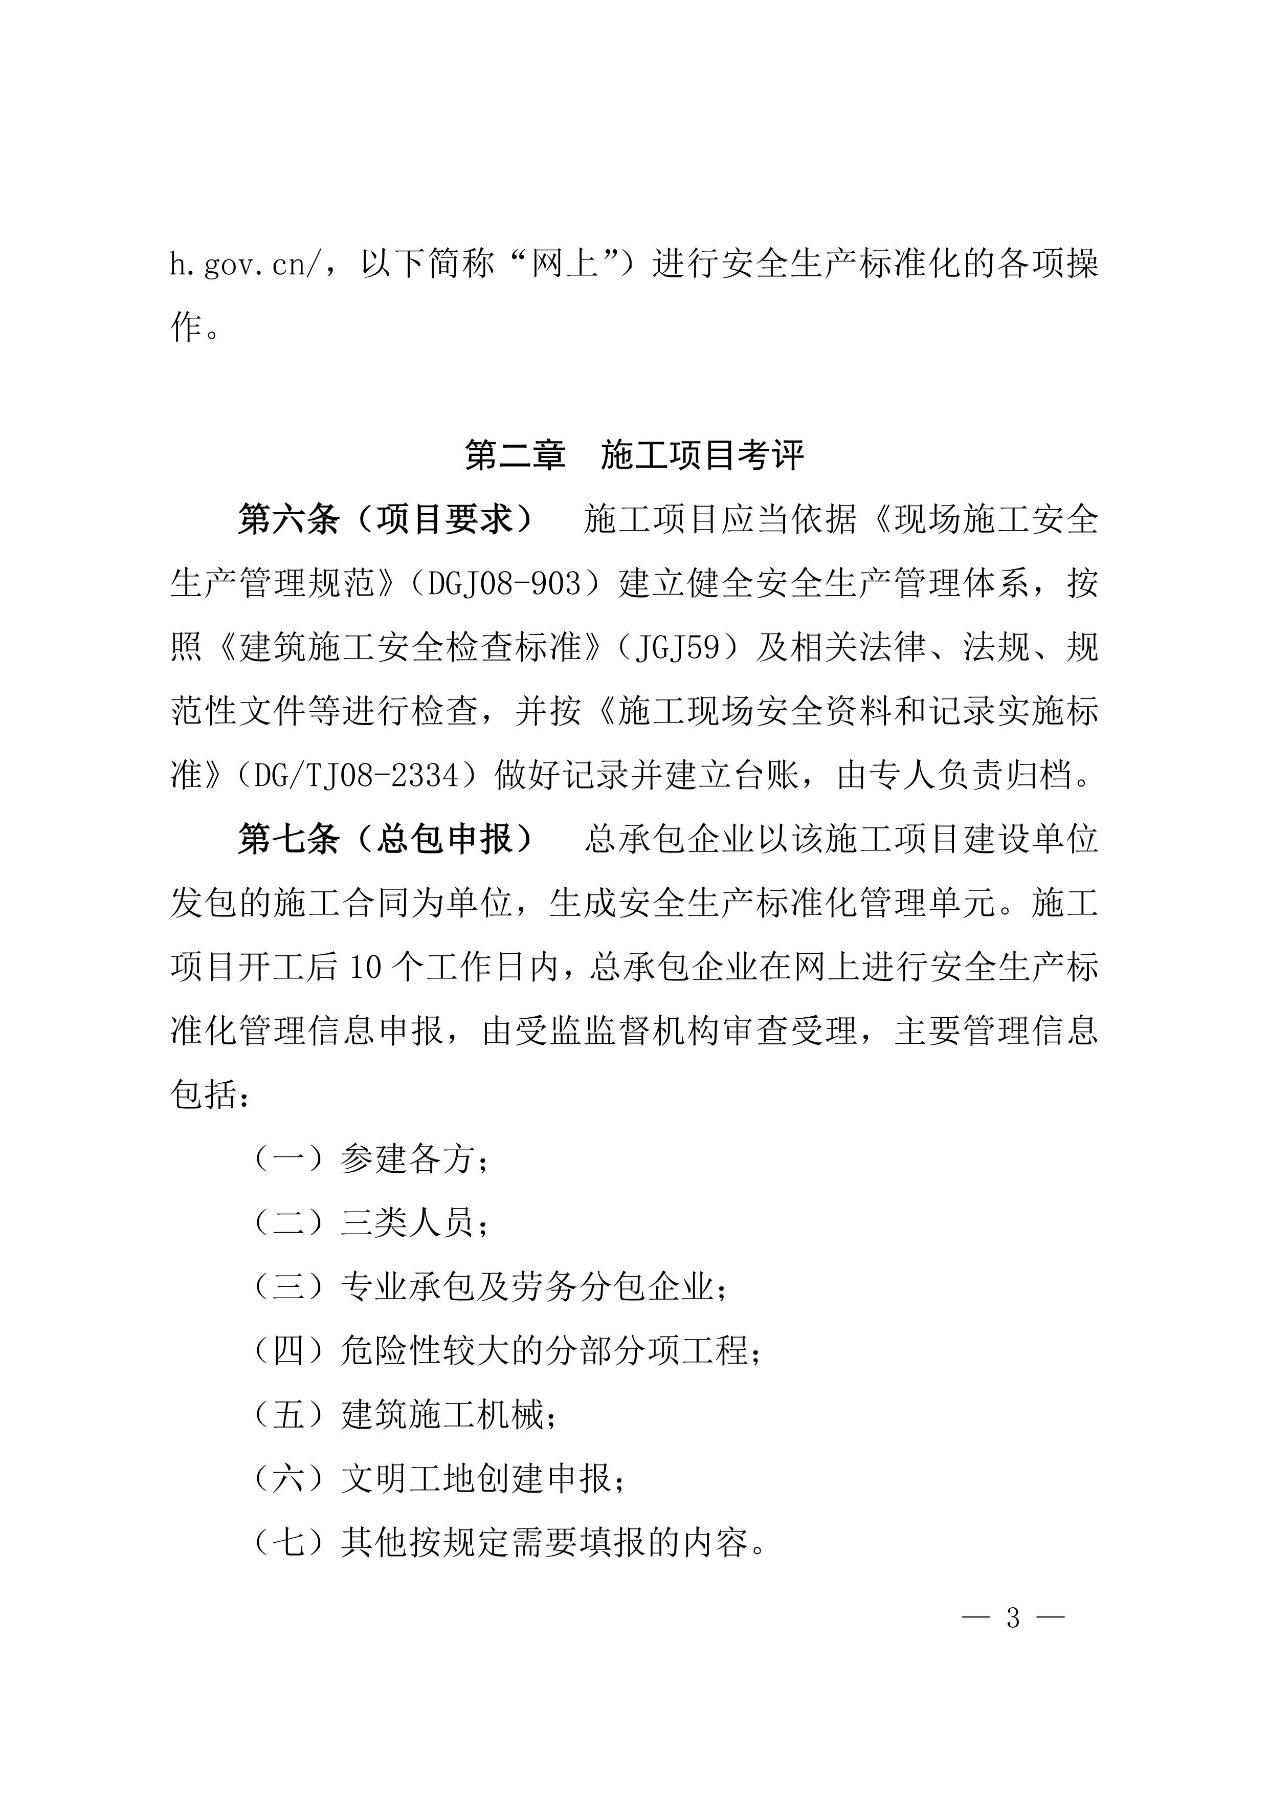 h.gov.cn/，以下简称“网上”）进行安全生产标准化的各项操
作。
第二章　施工项目考评
第六条（项目要求）　施工项目应当依据《现场施工安全
生产管理规范》（DGJ08-903）建立健全安全生产管理体系，按
照《建筑施工安全检查标准》（JGJ59）及相关法律、法规、规
范性文件等进行检查，并按《施工现场安全资料和记录实施标
准》（DG/TJ08-2334）做好记录并建立台账，由专人负责归档。
第七条（总包申报）　总承包企业以该施工项目建设单位
发包的施工合同为单位，生成安全生产标准化管理单元。施工
项目开工后 10 个工作日内，总承包企业在网上进行安全生产标
准化管理信息申报，由受监监督机构审查受理，主要管理信息
包括：
（一）参建各方；
（二）三类人员；
（三）专业承包及劳务分包企业；
（四）危险性较大的分部分项工程；
（五）建筑施工机械；
（六）文明工地创建申报；
（七）其他按规定需要填报的内容。
— 3 —